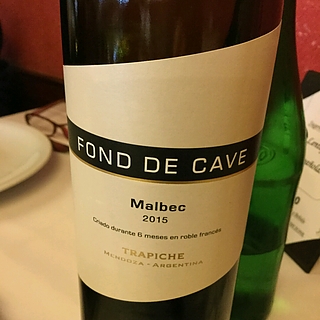 FOND DE CAVE
Malbec
2015
Criado durante 6 meses en roble francés
TRAPICHE
MENDOZA - ARGENTINA